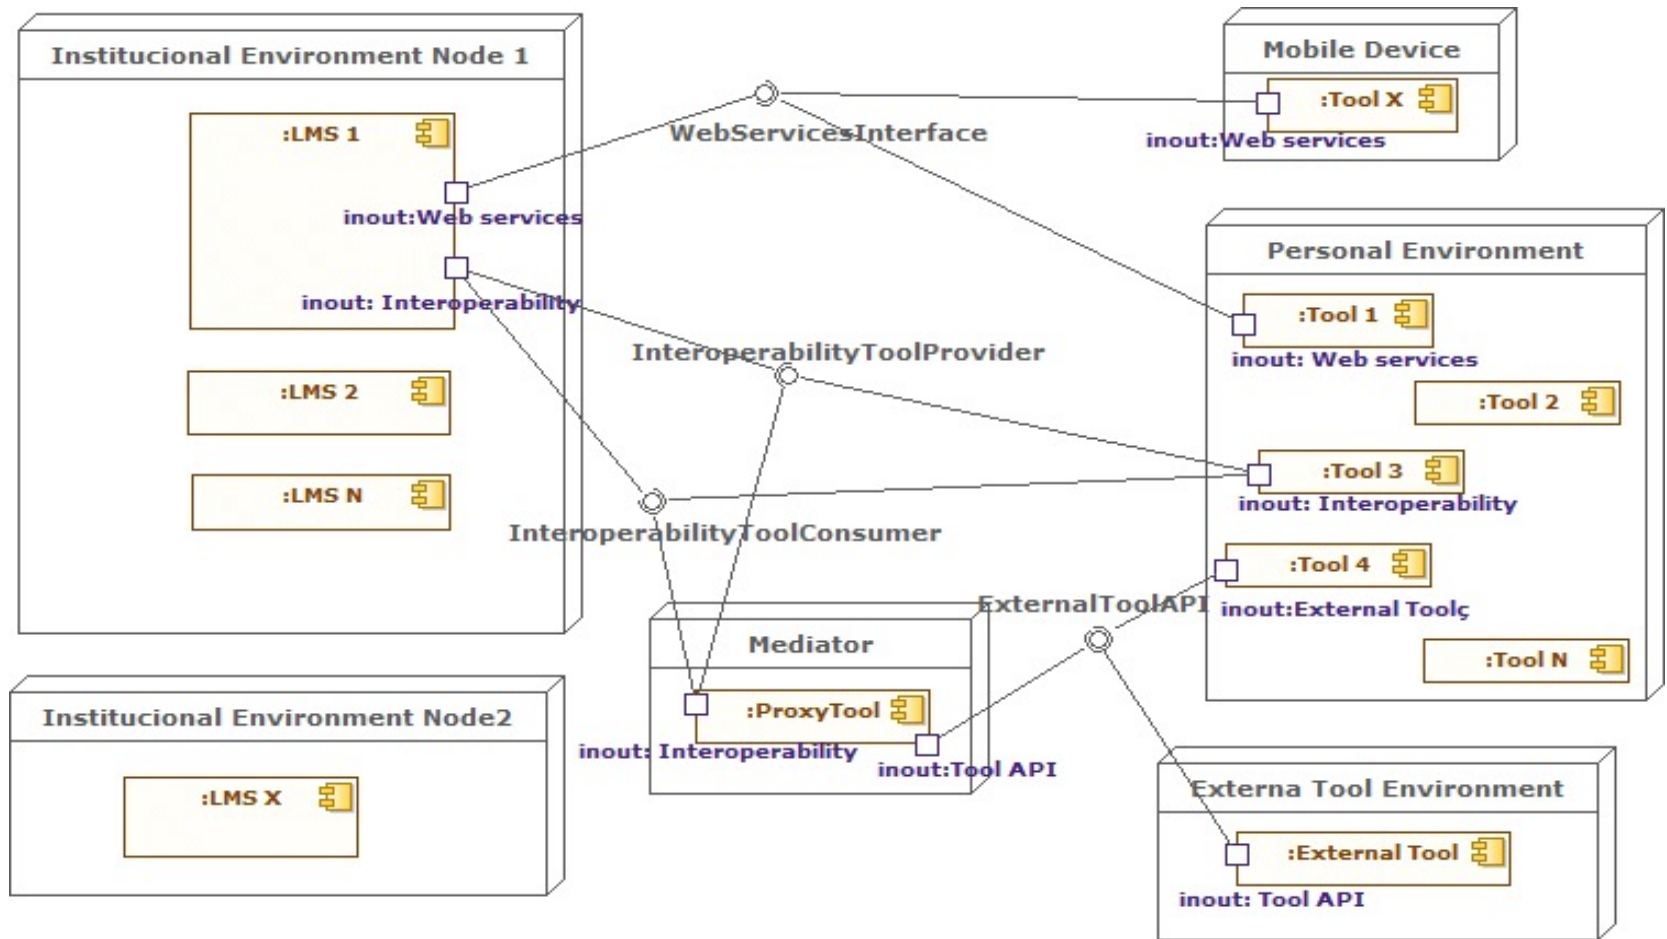 Institucional Environment Node 1
:LMS 1
inout:Web services
inout: Interoperability
:LMS 2
:LMS N
Institucional Environment Node2
:LMS X
WebServicesInterface
InteroperabilityToolProvider
InteroperabilityToolConsumer
Mediator
:ProxyTool
inout: Interoperability
inout:Tool API
ExternalToolAPI
Mobile Device
:Tool X
inout:Web services
Personal Environment
:Tool 1
inout: Web services
:Tool 2
:Tool 3
inout: Interoperability
:Tool 4
inout:External Toolç
:Tool N
Externa Tool Environment
:External Tool
inout: Tool API